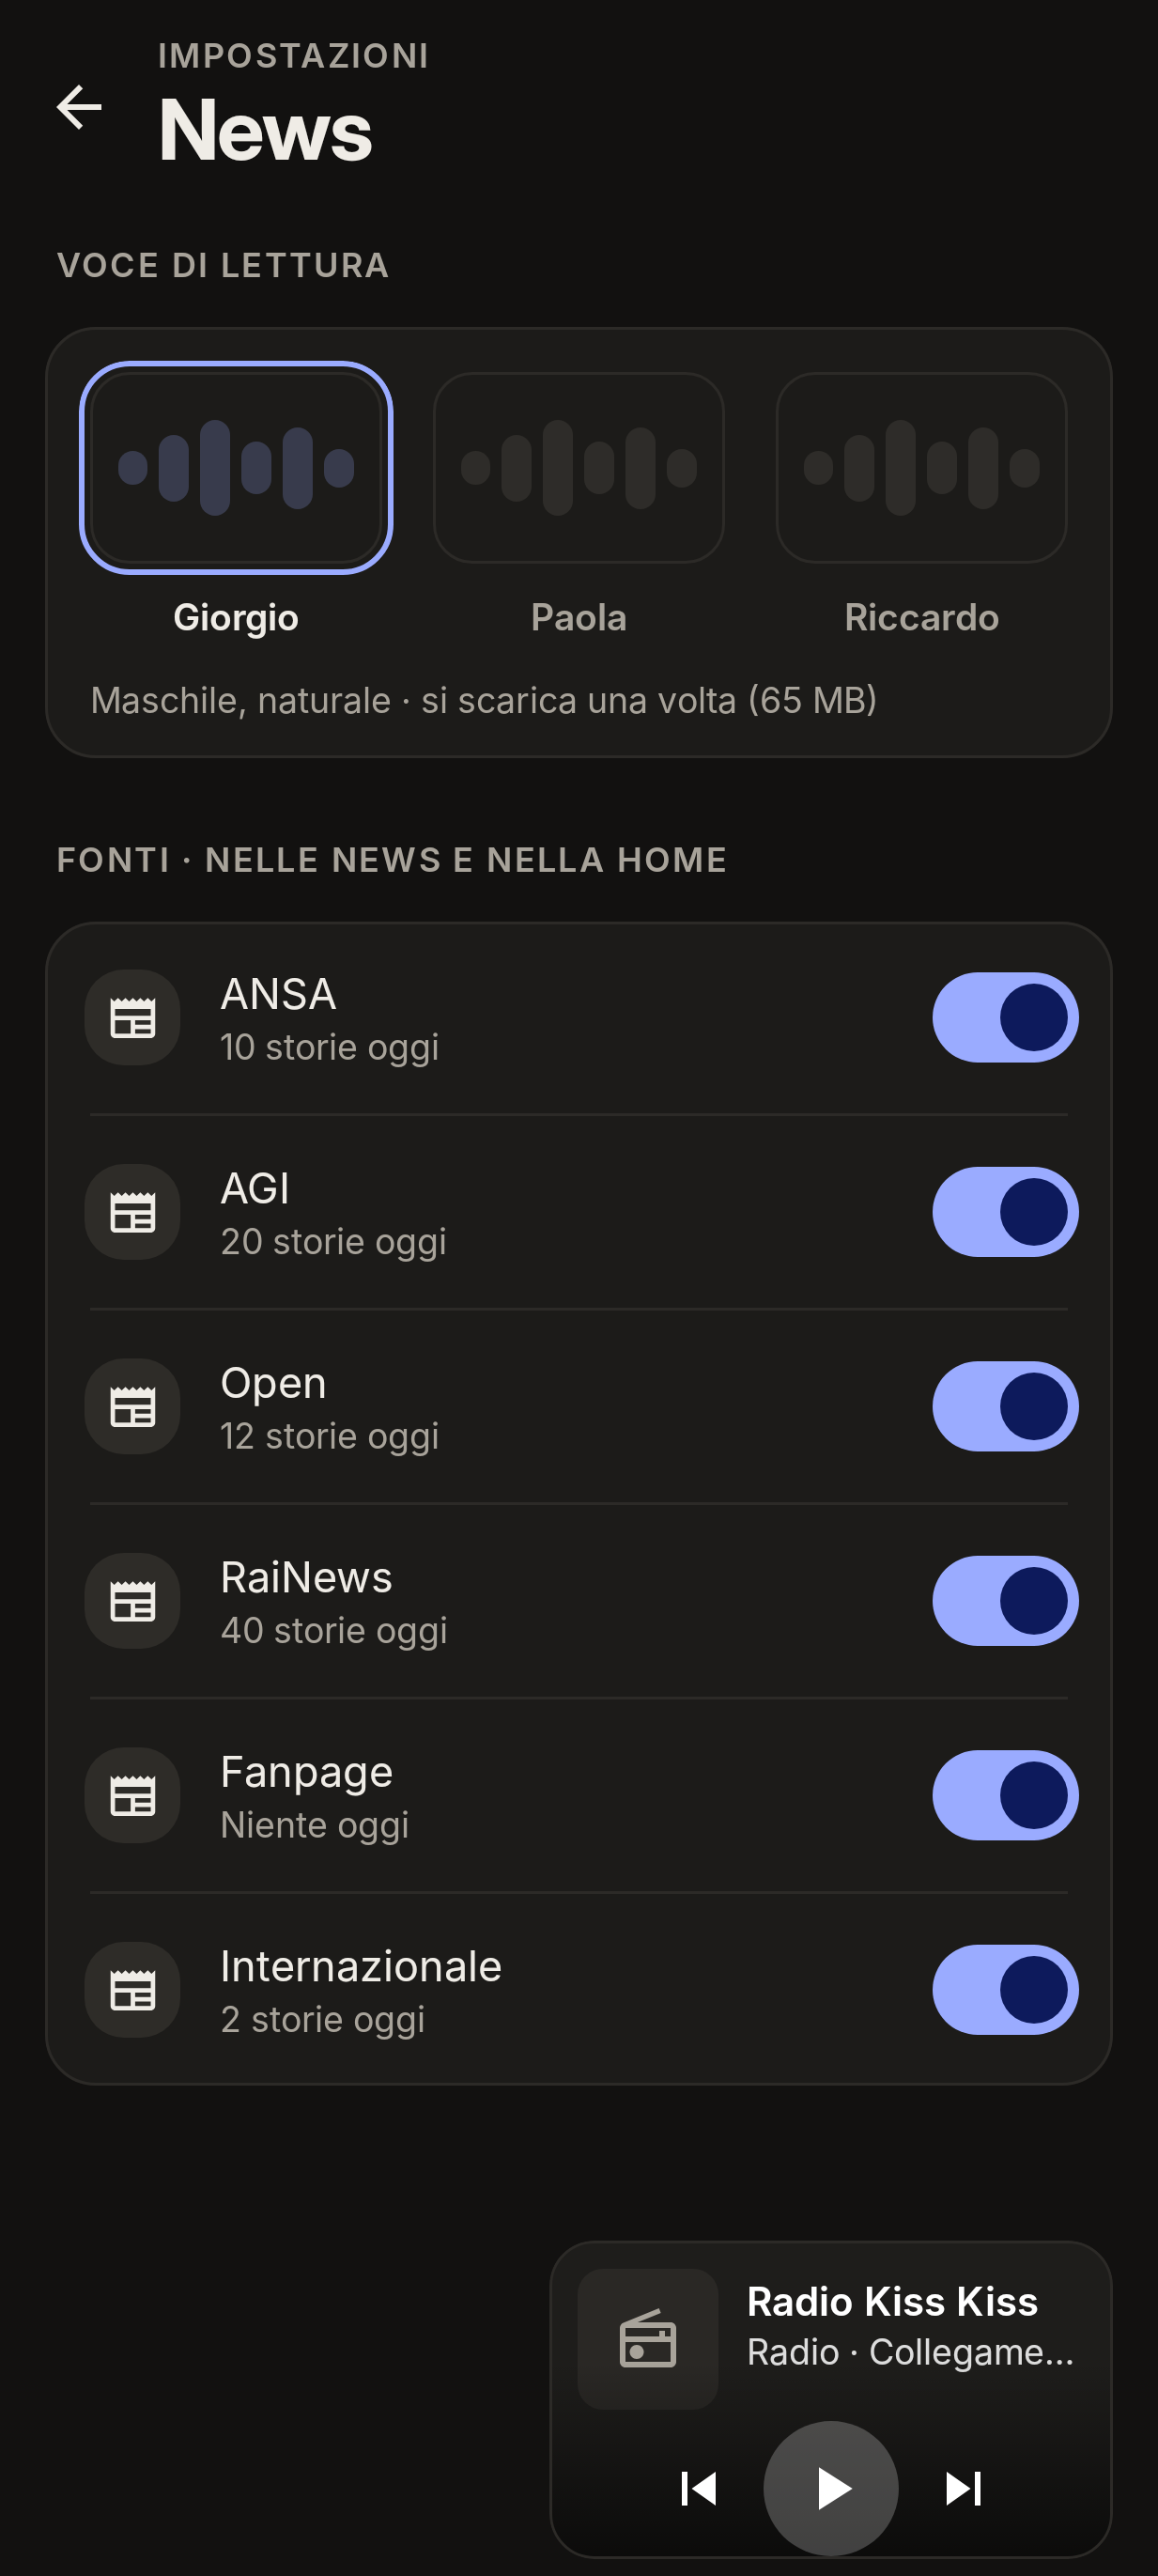 IMPOSTAZIONI
News
VOCE DI LETTURA
Giorgio
Paola
Riccardo
Maschile, naturale · si scarica una volta (65 MB)
FONTI · NELLE NEWS E NELLA HOME
ANSA
10 storie oggi
AGI
20 storie oggi
Open
12 storie oggi
RaiNews
40 storie oggi
Fanpage
Niente oggi
Internazionale
2 storie oggi
Radio Kiss Kiss
Radio · Collegame...